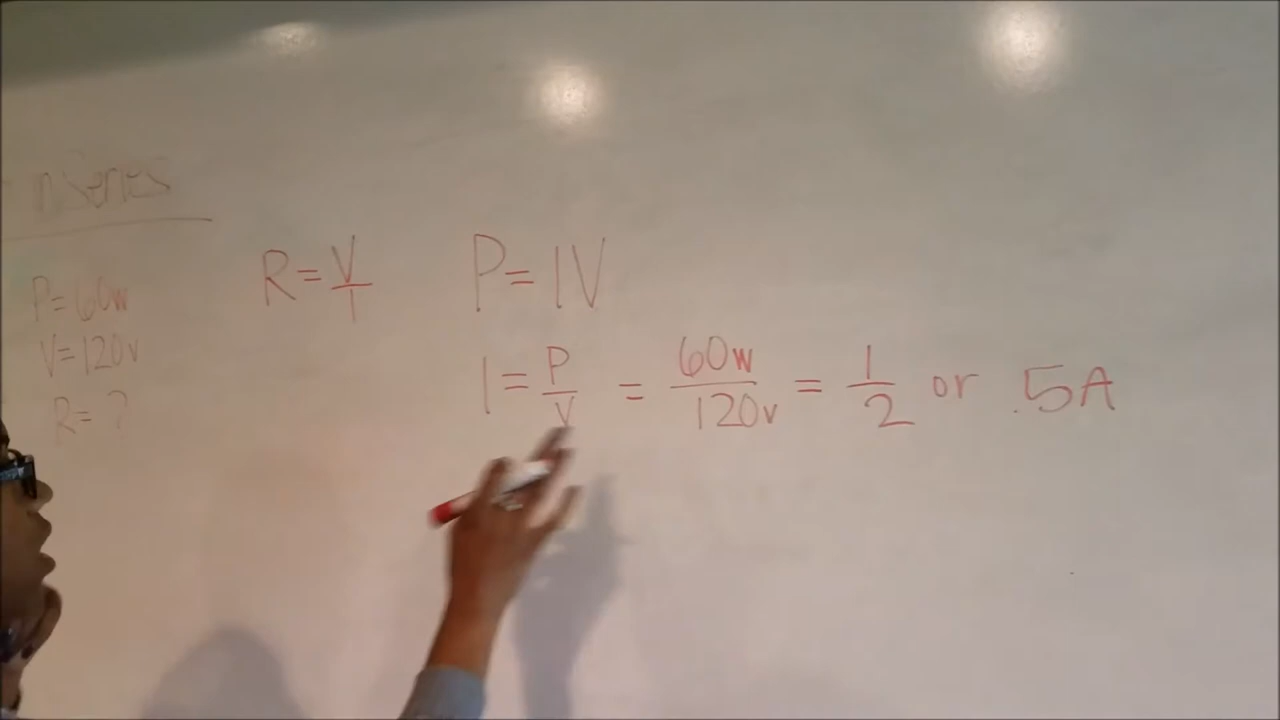 n Series
P=60w
V=120v
R=?
R=V/I
P=IV
I=P/V = 60w/120v = 1/2 or .5A